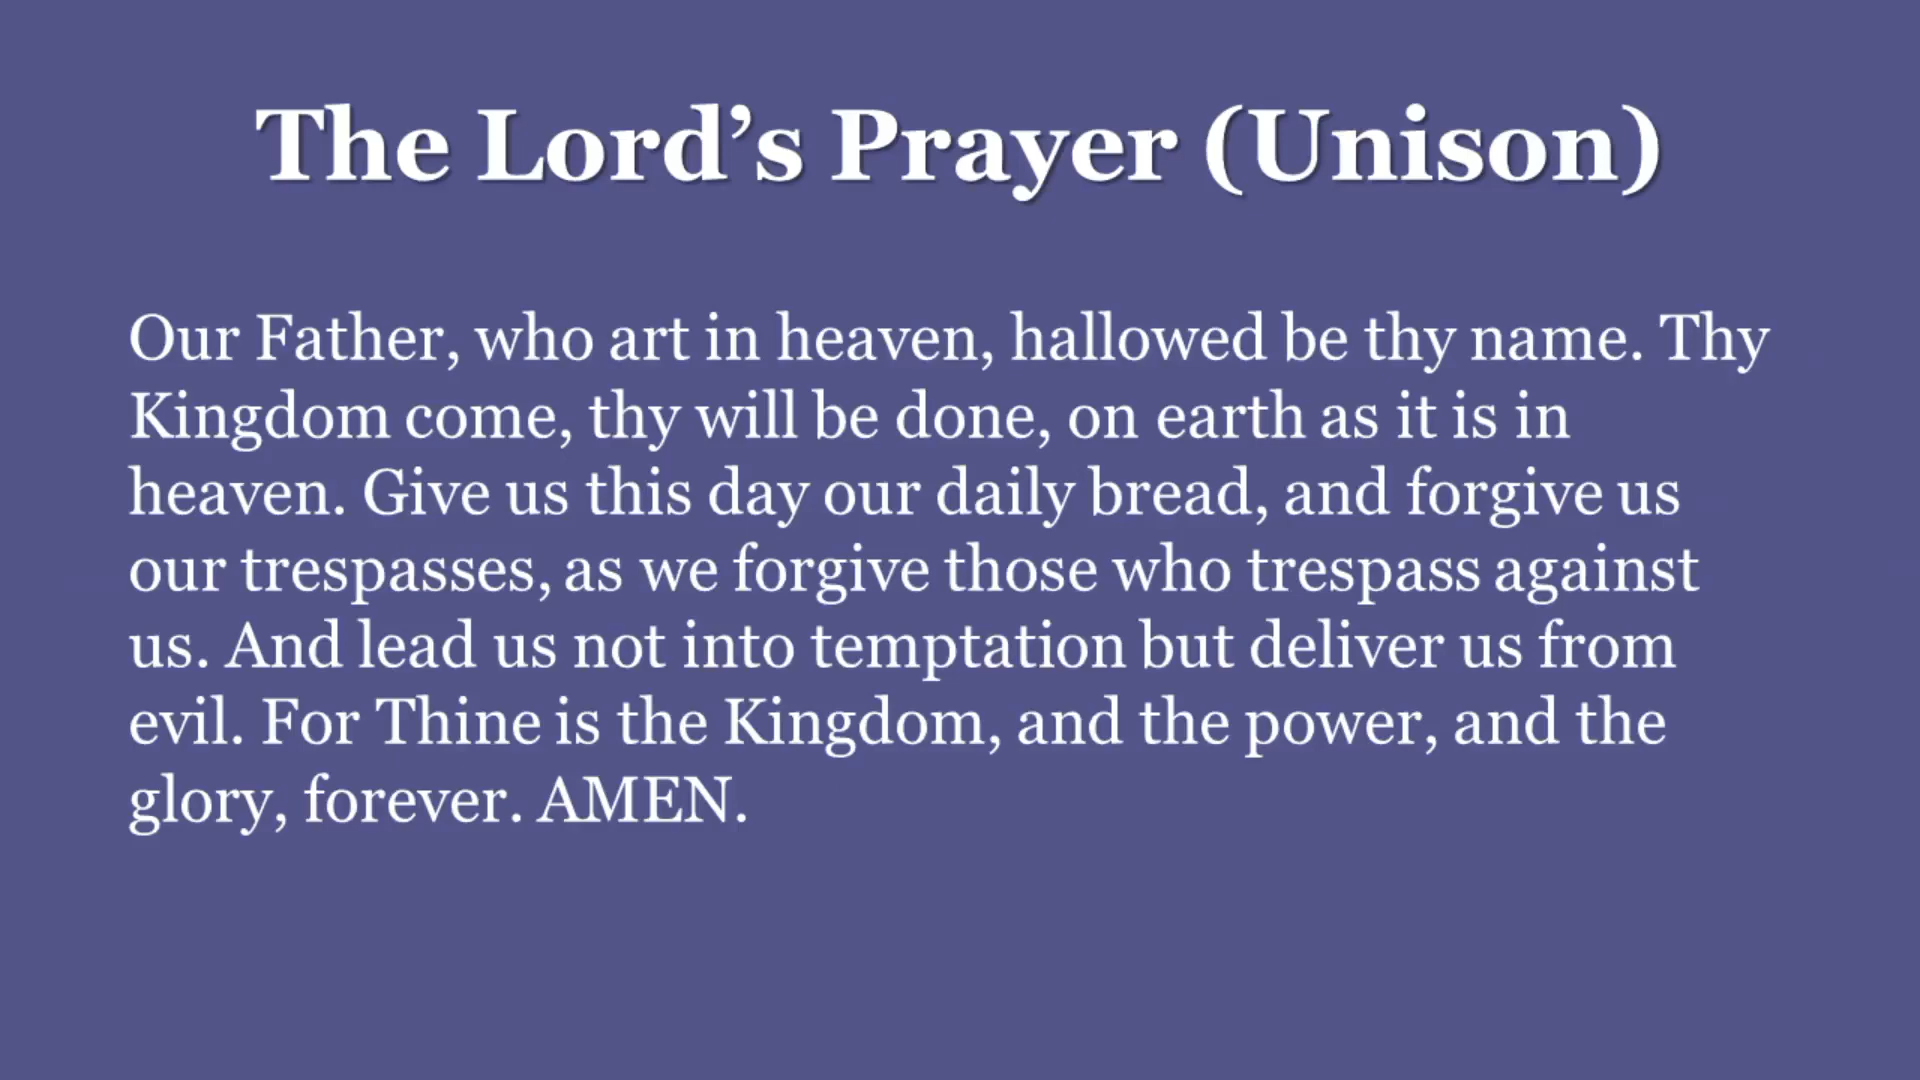 The Lord’s Prayer (Unison)
Our Father, who art in heaven, hallowed be thy name. Thy
Kingdom come, thy will be done, on earth as it is in
heaven. Give us this day our daily bread, and forgive us
our trespasses, as we forgive those who trespass against
us. And lead us not into temptation but deliver us from
evil. For Thine is the Kingdom, and the power, and the
glory, forever. AMEN.